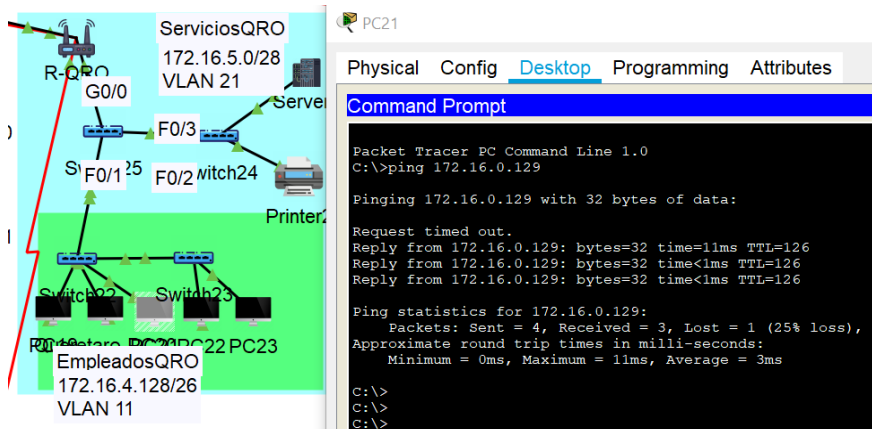 ServiciosQRO
172.16.5.0/28
VLAN 21
R-QRO
G0/0
Server
F0/3
F0/1
25
F0/2
witch24
Printer2
Switch22
Switch23
PC22
PC23
EmpleadosQRO
172.16.4.128/26
VLAN 11
PC21
Physical Config Desktop Programming Attributes
Command Prompt
Packet Tracer PC Command Line 1.0
C:\>ping 172.16.0.129
Pinging 172.16.0.129 with 32 bytes of data:
Request timed out.
Reply from 172.16.0.129: bytes=32 time=11ms TTL=126
Reply from 172.16.0.129: bytes=32 time<1ms TTL=126
Reply from 172.16.0.129: bytes=32 time<1ms TTL=126
Ping statistics for 172.16.0.129:
Packets: Sent = 4, Received = 3, Lost = 1 (25% loss),
Approximate round trip times in milli-seconds:
Minimum = 0ms, Maximum = 11ms, Average = 3ms
C:\>
C:\>
C:\>